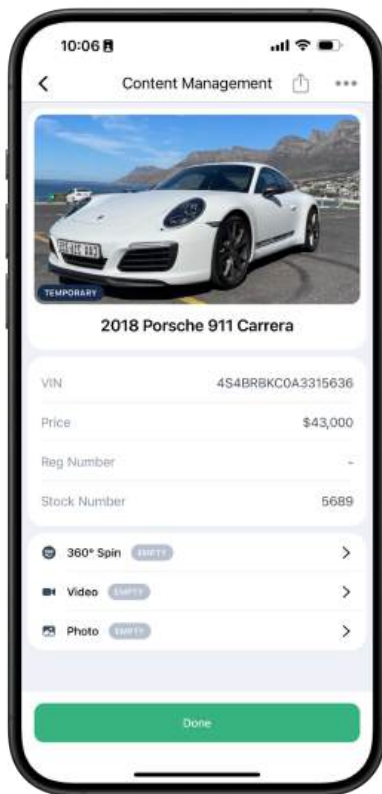 10:06
Content Management
TEMPORARY
2018 Porsche 911 Carrera
VIN 4S4BRBKC0A3315636
Price $43,000
Reg Number -
Stock Number 5689
360° Spin EMPTY
Video EMPTY
Photo EMPTY
Done